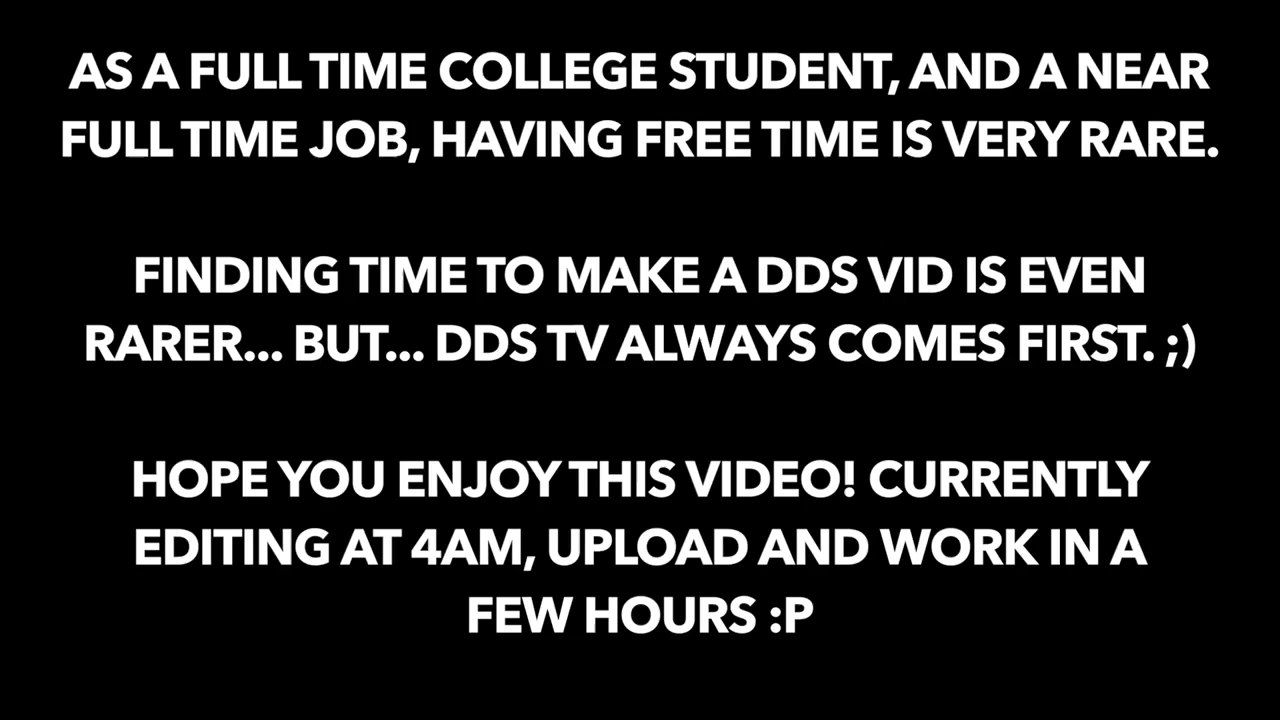 AS A FULL TIME COLLEGE STUDENT, AND A NEAR
FULL TIME JOB, HAVING FREE TIME IS VERY RARE.
FINDING TIME TO MAKE A DDS VID IS EVEN
RARER... BUT... DDS TV ALWAYS COMES FIRST. ;)
HOPE YOU ENJOY THIS VIDEO! CURRENTLY
EDITING AT 4AM, UPLOAD AND WORK IN A
FEW HOURS :P